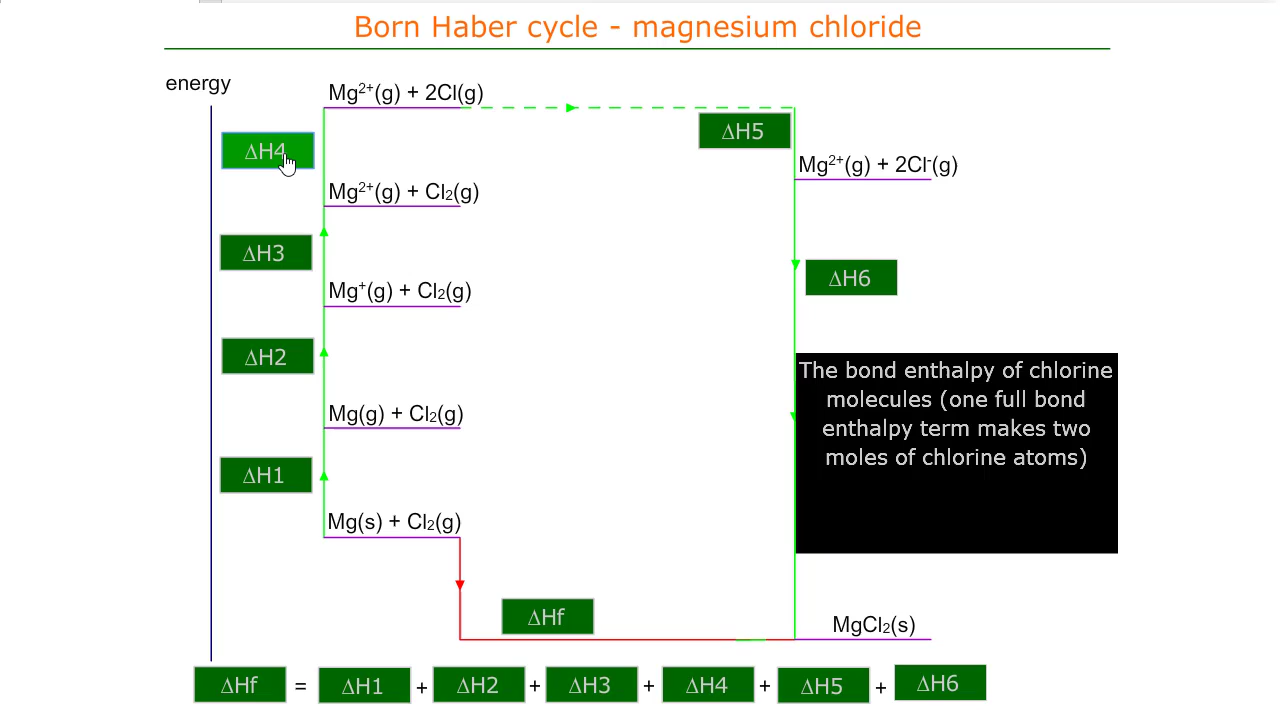 Born Haber cycle - magnesium chloride
energy
Mg²⁺(g) + 2Cl(g)
ΔH4
ΔH5
Mg²⁺(g) + 2Cl⁻(g)
Mg²⁺(g) + Cl₂(g)
ΔH3
ΔH6
Mg⁺(g) + Cl₂(g)
ΔH2
The bond enthalpy of chlorine
molecules (one full bond
enthalpy term makes two
moles of chlorine atoms)
Mg(g) + Cl₂(g)
ΔH1
Mg(s) + Cl₂(g)
ΔHf
MgCl₂(s)
ΔHf = ΔH1 + ΔH2 + ΔH3 + ΔH4 + ΔH5 + ΔH6